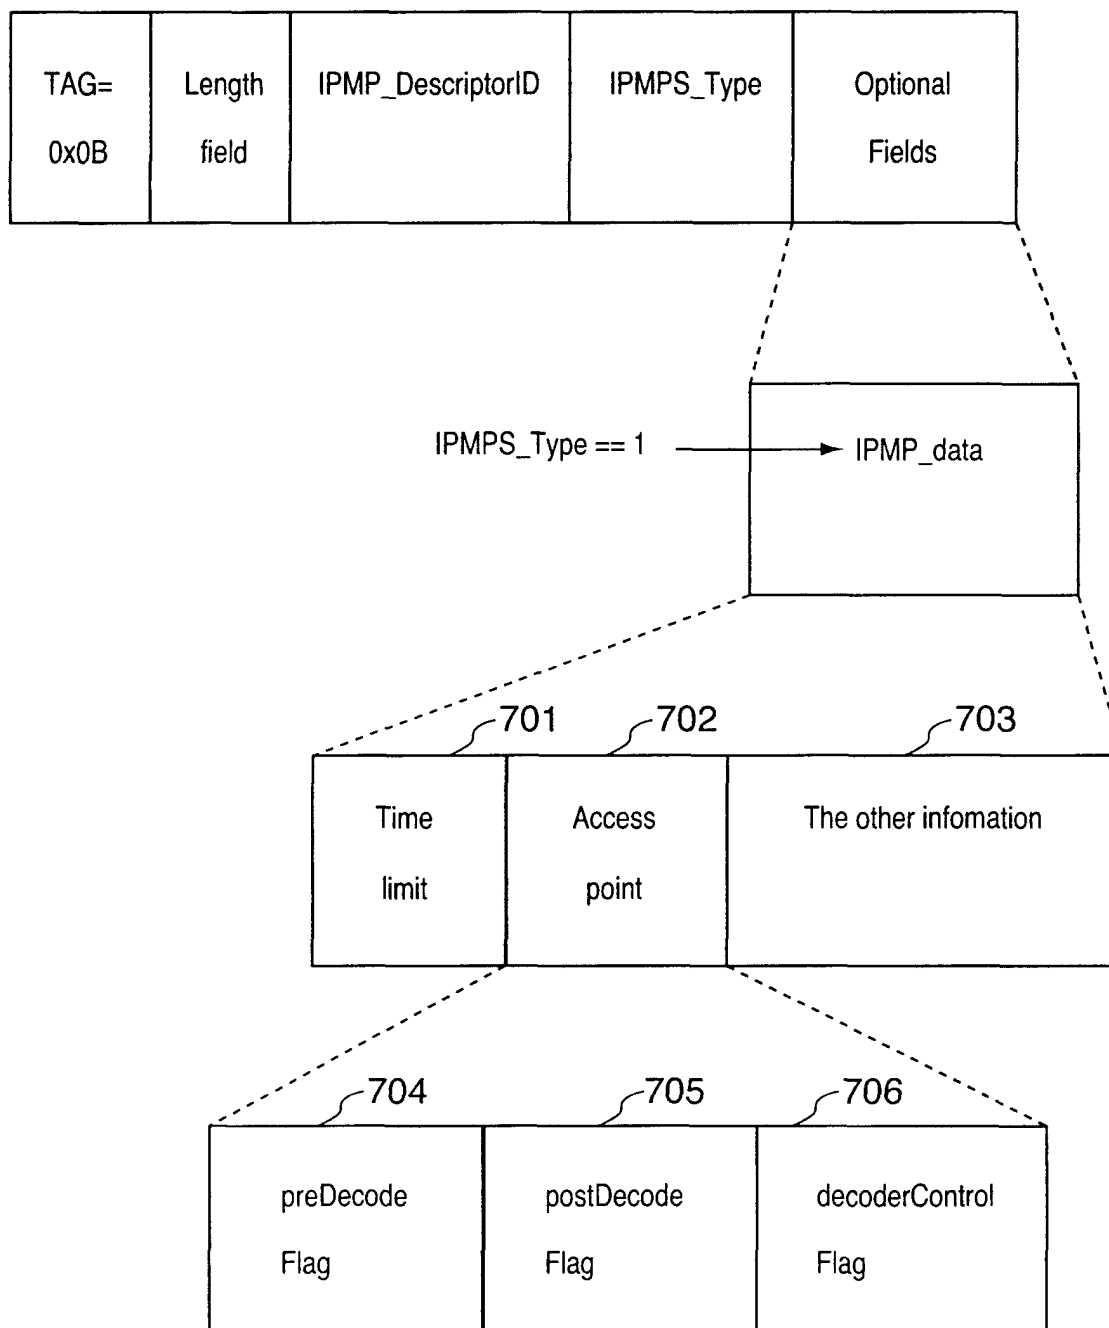 TAG=
0x0B
Length
field
IPMP_DescriptorID
IPMPS_Type
Optional
Fields
IPMPS_Type == 1
IPMP_data
701
702
703
Time
limit
Access
point
The other infomation
704
705
706
preDecode
Flag
postDecode
Flag
decoderControl
Flag